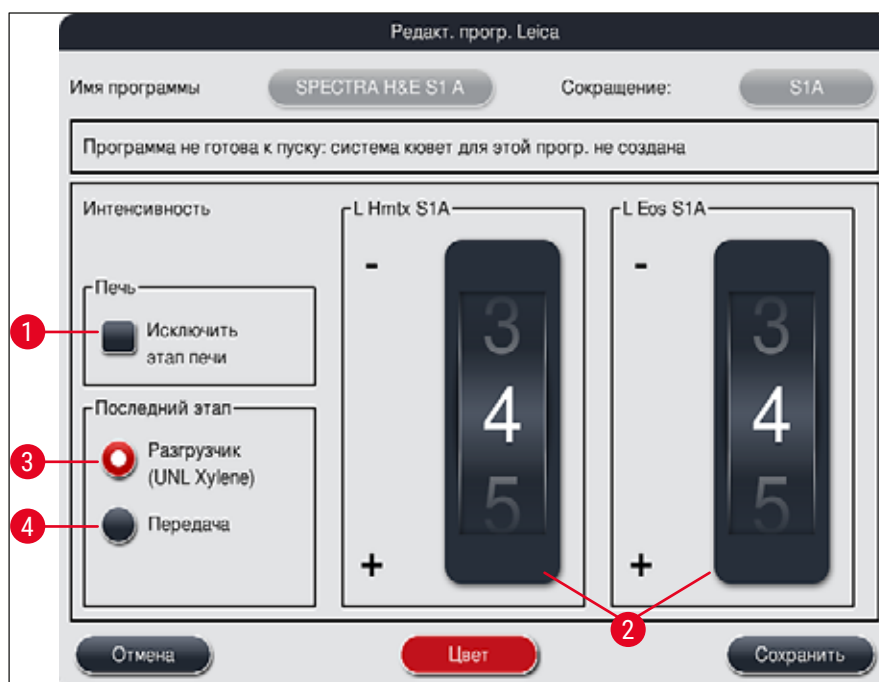 Редакт. прогр. Leica
Имя программы SPECTRA H&E S1 A Сокращение: S1A
Программа не готова к пуску: система кювет для этой прогр. не создана
Интенсивность
L Hmtx S1A
L Eos S1A
-
-
Печь
1
Исключить
этап печи
3
3
4
4
5
5
Последний этап
3
Разгрузчик
(UNL Xylene)
4
Передача
+
+
2
Отмена Цвет Сохранить